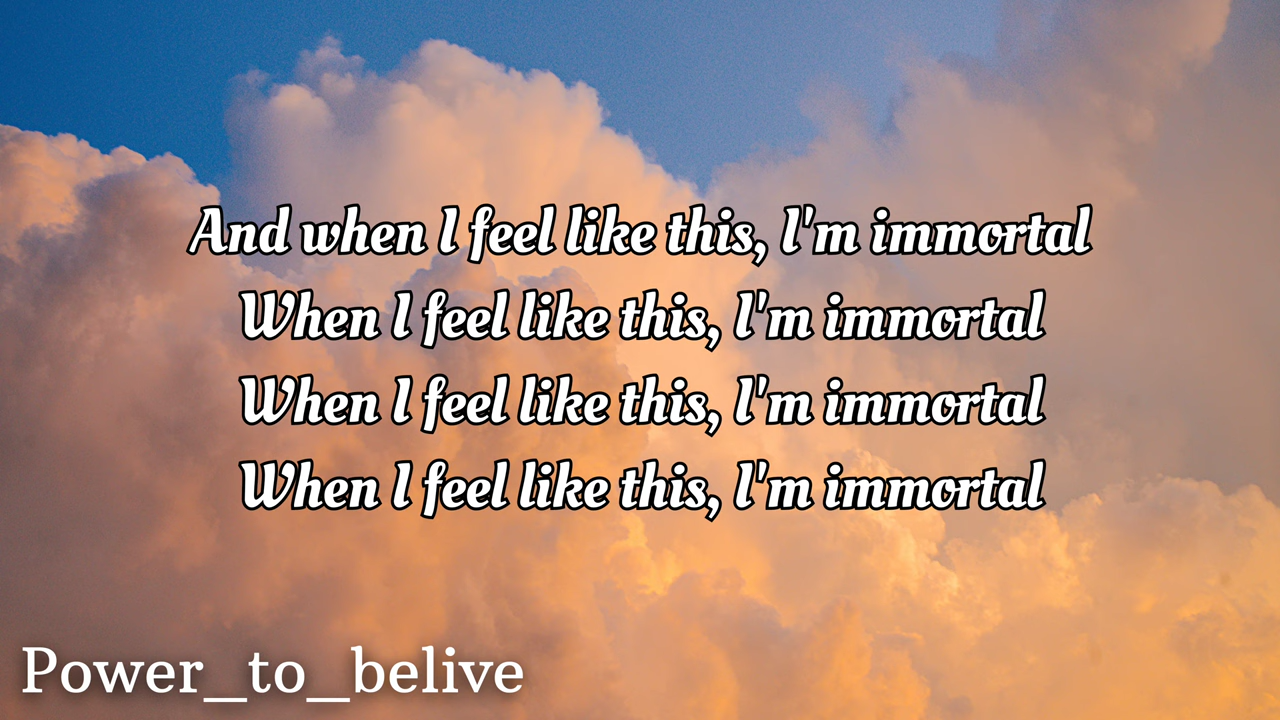 And when I feel like this, I'm immortal
When I feel like this, I'm immortal
When I feel like this, I'm immortal
When I feel like this, I'm immortal
Power_to_belive